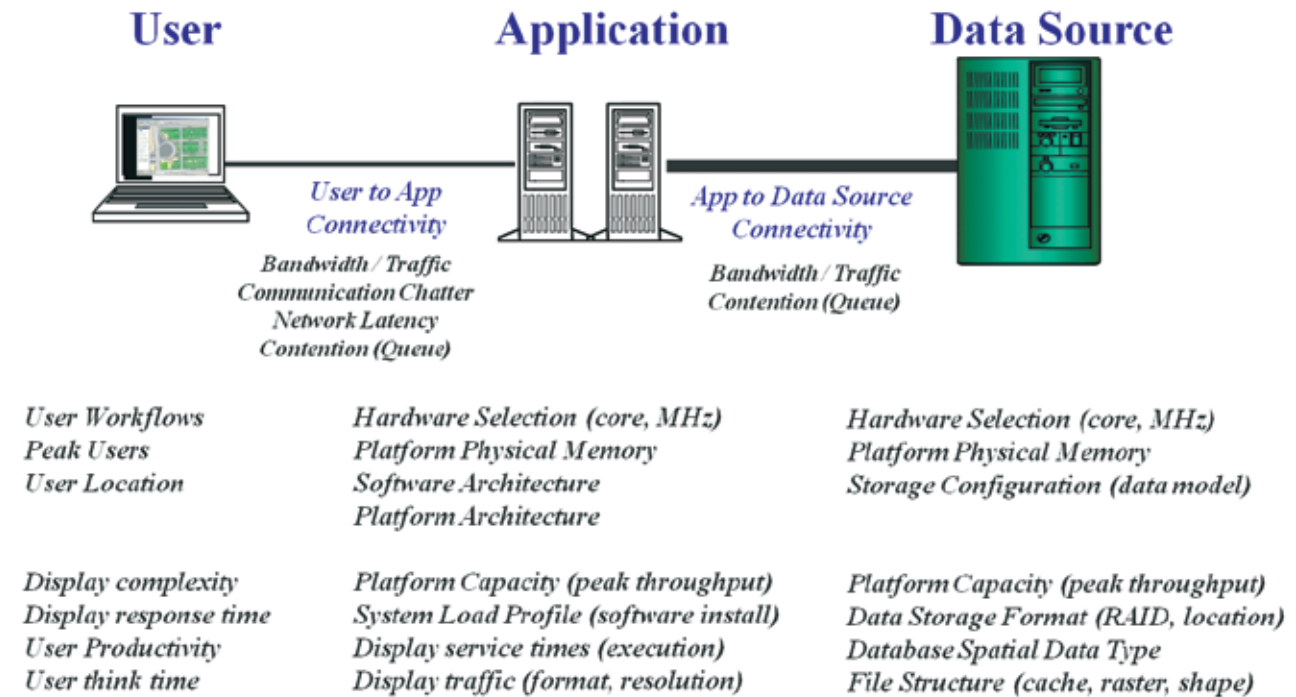 User
Application
Data Source
User to App
Connectivity
Bandwidth / Traffic
Communication Chatter
Network Latency
Contention (Queue)
App to Data Source
Connectivity
Bandwidth / Traffic
Contention (Queue)
User Workflows
Peak Users
User Location
Display complexity
Display response time
User Productivity
User think time
Hardware Selection (core, MHz)
Platform Physical Memory
Software Architecture
Platform Architecture
Platform Capacity (peak throughput)
System Load Profile (software install)
Display service times (execution)
Display traffic (format, resolution)
Hardware Selection (core, MHz)
Platform Physical Memory
Storage Configuration (data model)
Platform Capacity (peak throughput)
Data Storage Format (RAID, location)
Database Spatial Data Type
File Structure (cache, raster, shape)